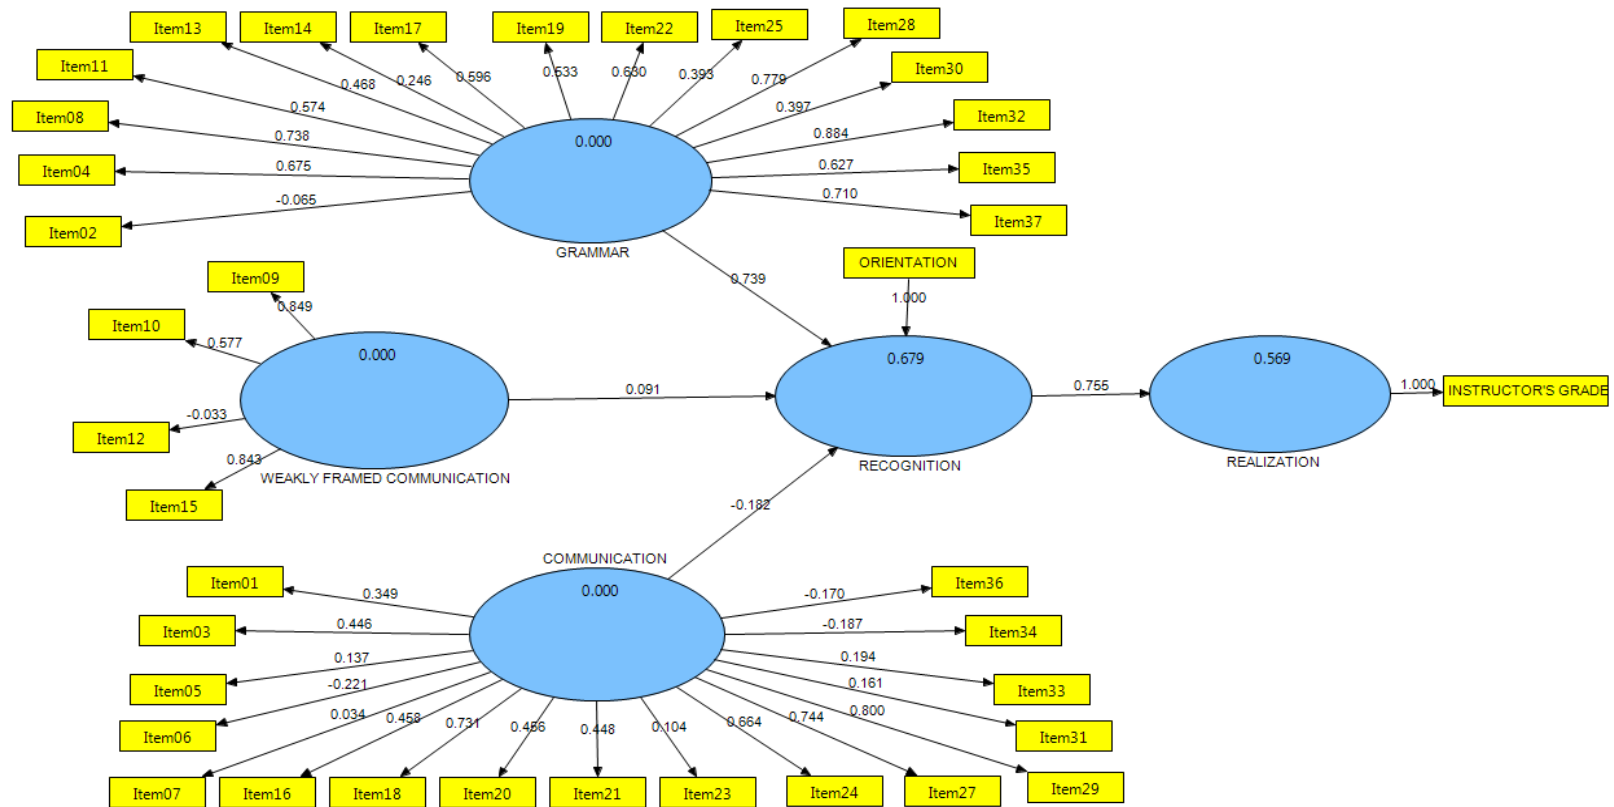 Item13
Item14
Item17
Item19
Item22
Item25
Item28
Item11
Item30
Item08
Item32
Item04
Item35
Item02
Item37
0.468
0.246
0.596
0.533
0.630
0.393
0.779
0.574
0.397
0.738
0.884
0.675
0.627
-0.065
0.710
0.000
GRAMMAR
0.739
ORIENTATION
1.000
Item09
0.849
Item10
0.577
0.000
-0.033
Item12
0.843
Item15
WEAKLY FRAMED COMMUNICATION
0.091
0.679
RECOGNITION
0.755
0.569
REALIZATION
1.000
INSTRUCTOR'S GRADE
-0.182
COMMUNICATION
0.000
Item01
0.349
Item03
0.446
Item05
0.137
Item06
-0.221
Item07
0.034
Item16
0.458
Item18
0.731
Item20
0.466
Item21
0.448
Item23
0.104
Item24
0.664
Item27
0.744
Item29
0.800
Item31
0.161
Item33
0.194
Item34
-0.187
Item36
-0.170